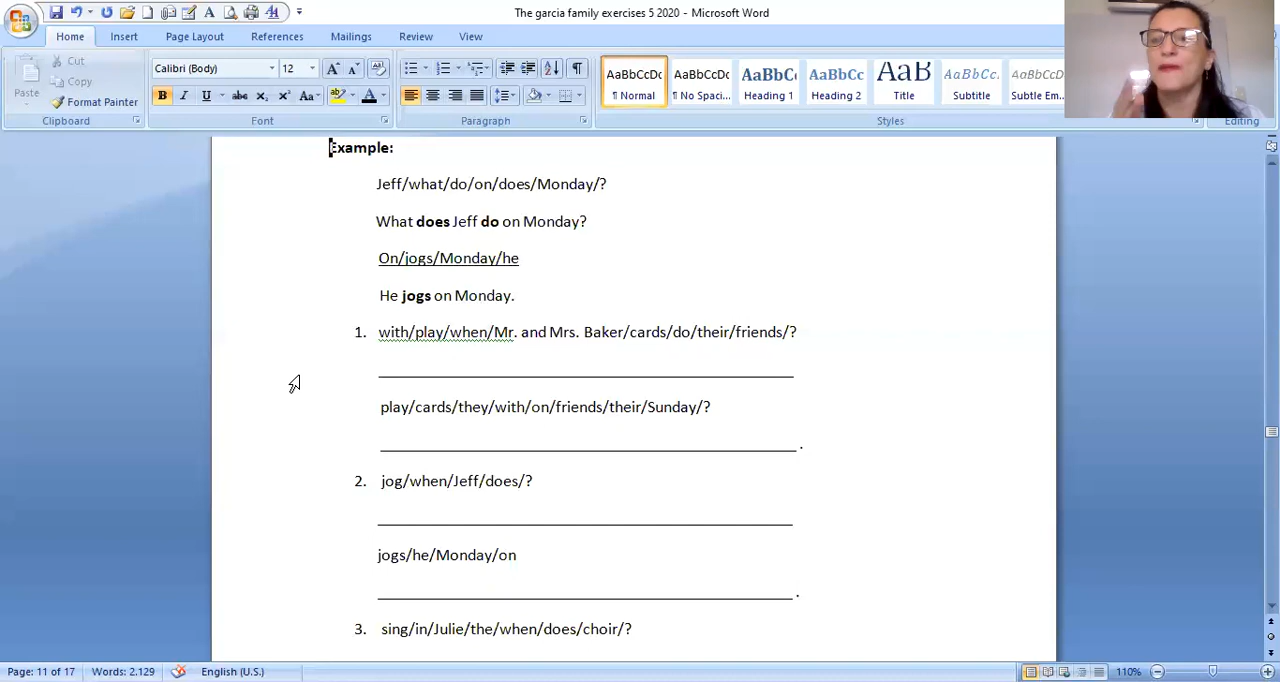 The garcia family exercises 5 2020 - Microsoft Word
Home Insert Page Layout References Mailings Review View
Cut
Copy
Paste
Format Painter
Clipboard
Calibri (Body) 12
Font
Paragraph
AaBbCcDc AaBbCcDc AaBbC AaBbCc AaB AaBbCc. AaBbCcD
¶ Normal ¶ No Spaci... Heading 1 Heading 2 Title Subtitle Subtle Em...
Styles
Editing
Example:
Jeff/what/do/on/does/Monday/?
What does Jeff do on Monday?
On/jogs/Monday/he
He jogs on Monday.
1. with/play/when/Mr. and Mrs. Baker/cards/do/their/friends/?
play/cards/they/with/on/friends/their/Sunday/?
.
2. jog/when/Jeff/does/?
jogs/he/Monday/on
.
3. sing/in/Julie/the/when/does/choir/?
Page: 11 of 17 Words: 2.129 English (U.S.) 110%